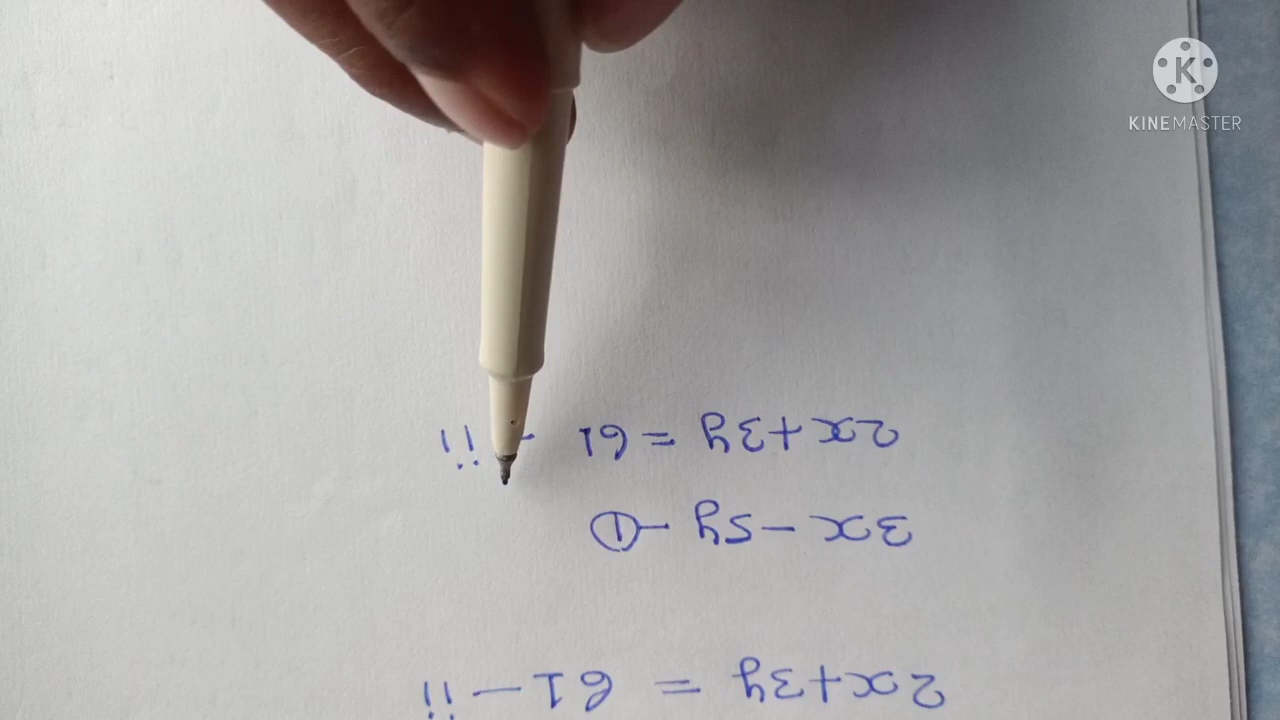 2x+3y = 61 — ii
3x − 5y —①
2x+3y = 61 - ii
KINEMASTER